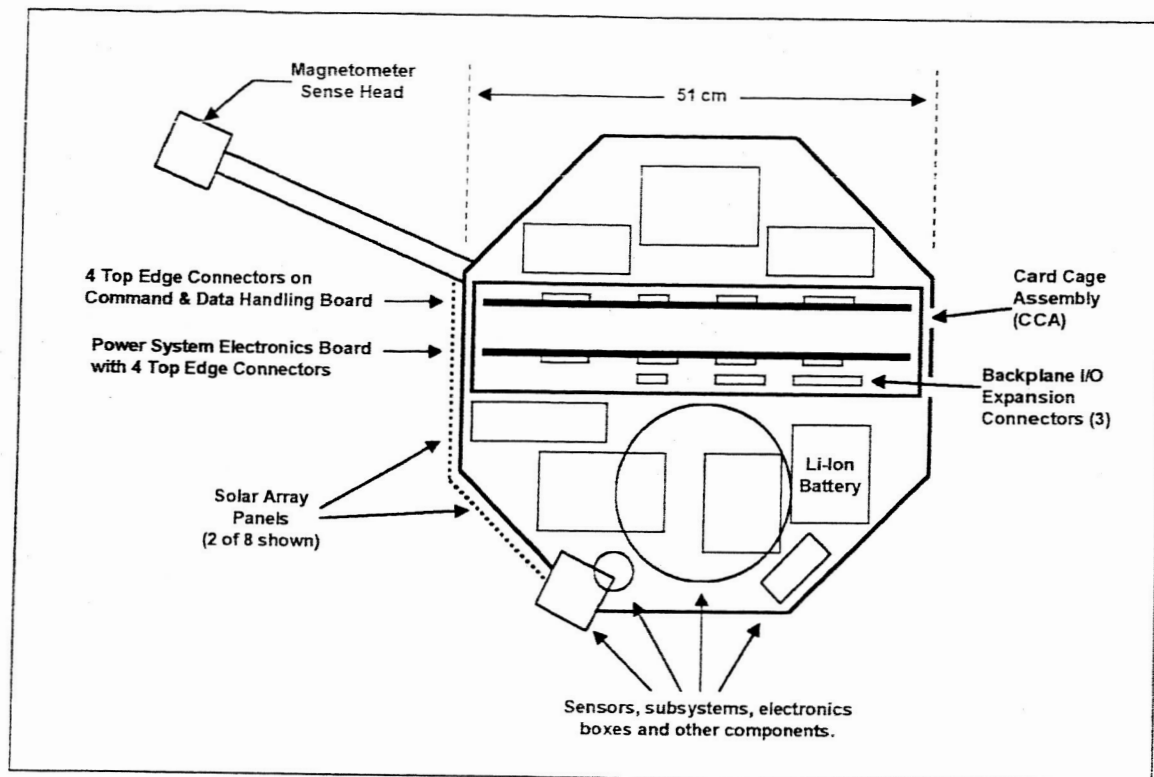 Magnetometer
Sense Head
51 cm
4 Top Edge Connectors on
Command & Data Handling Board
Card Cage
Assembly
(CCA)
Power System Electronics Board
with 4 Top Edge Connectors
Backplane I/O
Expansion
Connectors (3)
Li-Ion
Battery
Solar Array
Panels
(2 of 8 shown)
Sensors, subsystems, electronics
boxes and other components.